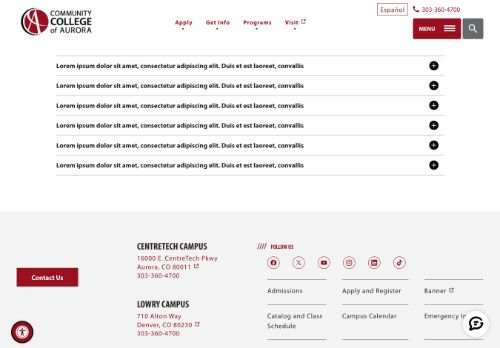 COMMUNITY
COLLEGE
of AURORA
Español
303-360-4700
Apply
Get Info
Programs
Visit
MENU
Lorem ipsum dolor sit amet, consectetur adipiscing elit. Duis et est laoreet, convallis
Lorem ipsum dolor sit amet, consectetur adipiscing elit. Duis et est laoreet, convallis
Lorem ipsum dolor sit amet, consectetur adipiscing elit. Duis et est laoreet, convallis
Lorem ipsum dolor sit amet, consectetur adipiscing elit. Duis et est laoreet, convallis
Lorem ipsum dolor sit amet, consectetur adipiscing elit. Duis et est laoreet, convallis
Lorem ipsum dolor sit amet, consectetur adipiscing elit. Duis et est laoreet, convallis
Contact Us
CENTRETECH CAMPUS
16000 E. CentreTech Pkwy
Aurora, CO 80011
303-360-4700
LOWRY CAMPUS
710 Alton Way
Denver, CO 80230
303-360-4700
//// FOLLOW US
Admissions
Apply and Register
Banner
Catalog and Class
Schedule
Campus Calendar
Emergency